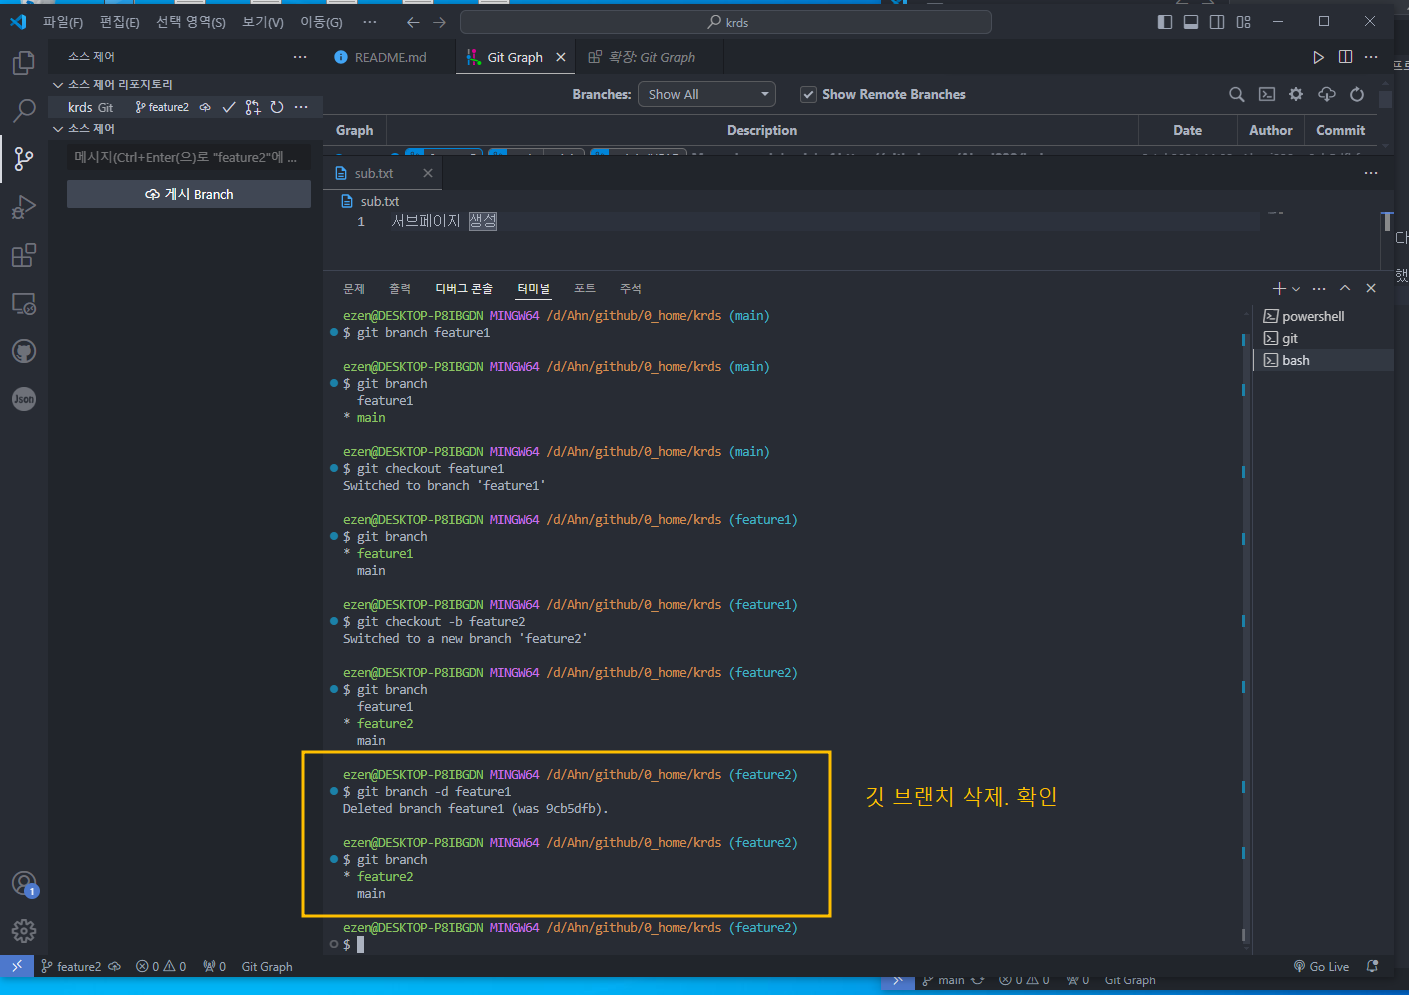 파일(F) 편집(E) 선택 영역(S) 보기(V) 이동(G) ··· krds
소스 제어 ···
README.md Git Graph 확장: Git Graph
소스 제어 리포지토리
krds Git feature2 ···
소스 제어
메시지(Ctrl+Enter(으)로 "feature2"에 ...
게시 Branch
Branches: Show All Show Remote Branches
Graph Description Date Author Commit
sub.txt
sub.txt
1 서브페이지 생성
문제 출력 디버그 콘솔 터미널 포트 주석
powershell
git
bash
ezen@DESKTOP-P8IBGDN MINGW64 /d/Ahn/github/0_home/krds (main)
$ git branch feature1
ezen@DESKTOP-P8IBGDN MINGW64 /d/Ahn/github/0_home/krds (main)
$ git branch
feature1
* main
ezen@DESKTOP-P8IBGDN MINGW64 /d/Ahn/github/0_home/krds (main)
$ git checkout feature1
Switched to branch 'feature1'
ezen@DESKTOP-P8IBGDN MINGW64 /d/Ahn/github/0_home/krds (feature1)
$ git branch
* feature1
main
ezen@DESKTOP-P8IBGDN MINGW64 /d/Ahn/github/0_home/krds (feature1)
$ git checkout -b feature2
Switched to a new branch 'feature2'
ezen@DESKTOP-P8IBGDN MINGW64 /d/Ahn/github/0_home/krds (feature2)
$ git branch
feature1
* feature2
main
ezen@DESKTOP-P8IBGDN MINGW64 /d/Ahn/github/0_home/krds (feature2)
$ git branch -d feature1
Deleted branch feature1 (was 9cb5dfb).
ezen@DESKTOP-P8IBGDN MINGW64 /d/Ahn/github/0_home/krds (feature2)
$ git branch
* feature2
main
ezen@DESKTOP-P8IBGDN MINGW64 /d/Ahn/github/0_home/krds (feature2)
$
깃 브랜치 삭제. 확인
Json
1
feature2 0 0 0 Git Graph Go Live
main 0 0 0 Git Graph